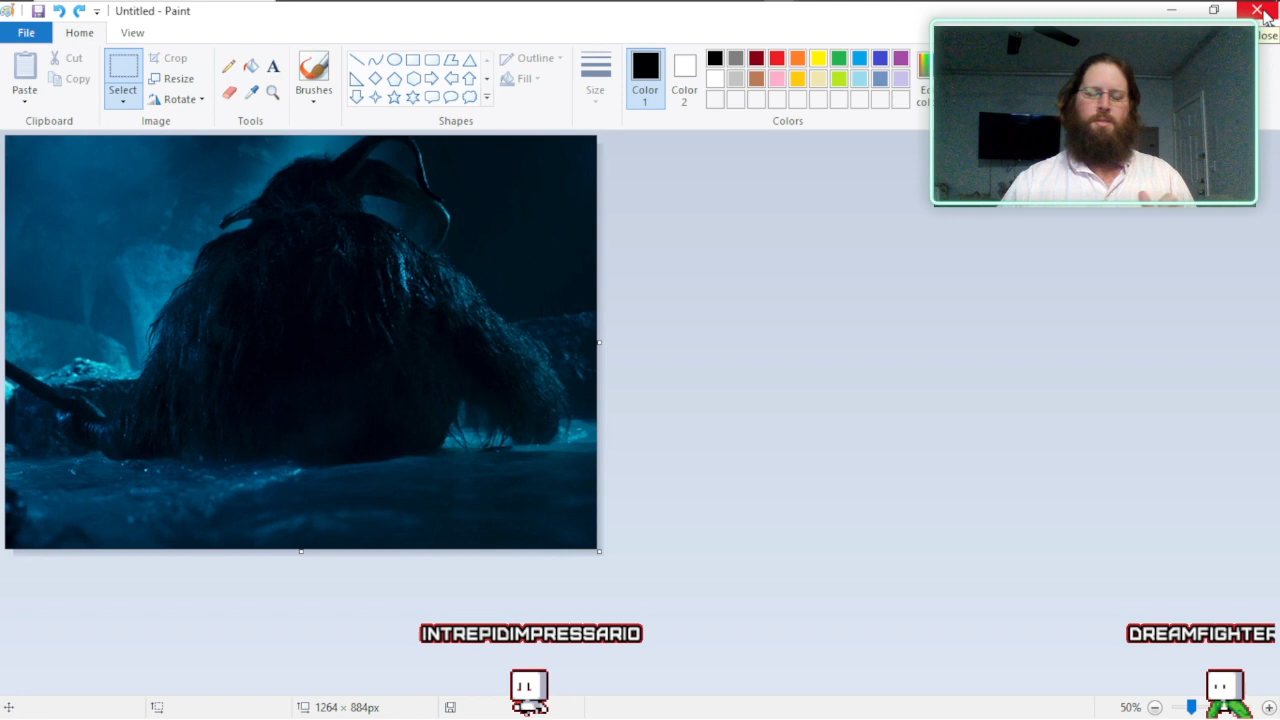 Untitled - Paint
File
Home
View
Paste
Cut
Copy
Clipboard
Select
Crop
Resize
Rotate
Image
A
Tools
Brushes
Shapes
Outline
Fill
Size
Color 1
Color 2
Colors
lose
INTREPIDIMPRESSARIO
DREAMFIGHTER
1264 × 884px
50%